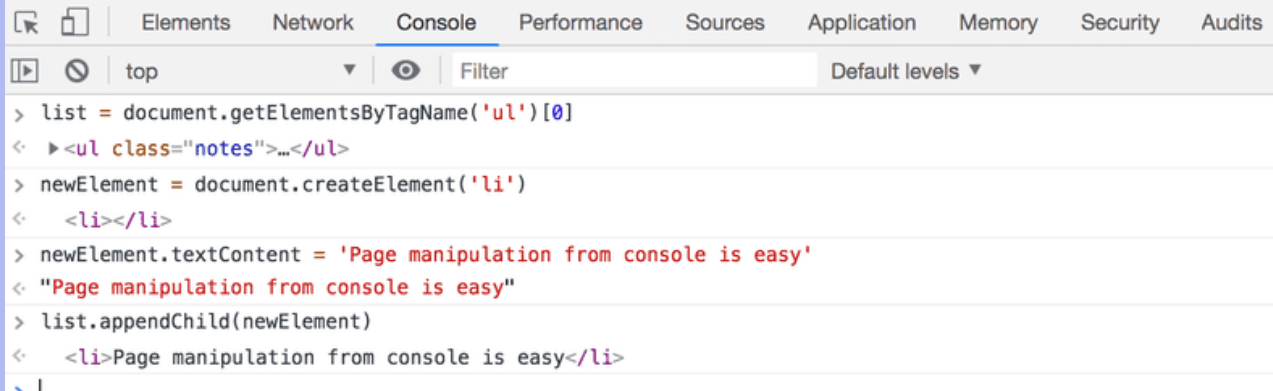 Elements Network Console Performance Sources Application Memory Security Audits
top Filter Default levels
list = document.getElementsByTagName('ul')[0]
<ul class="notes">…</ul>
newElement = document.createElement('li')
<li></li>
newElement.textContent = 'Page manipulation from console is easy'
"Page manipulation from console is easy"
list.appendChild(newElement)
<li>Page manipulation from console is easy</li>